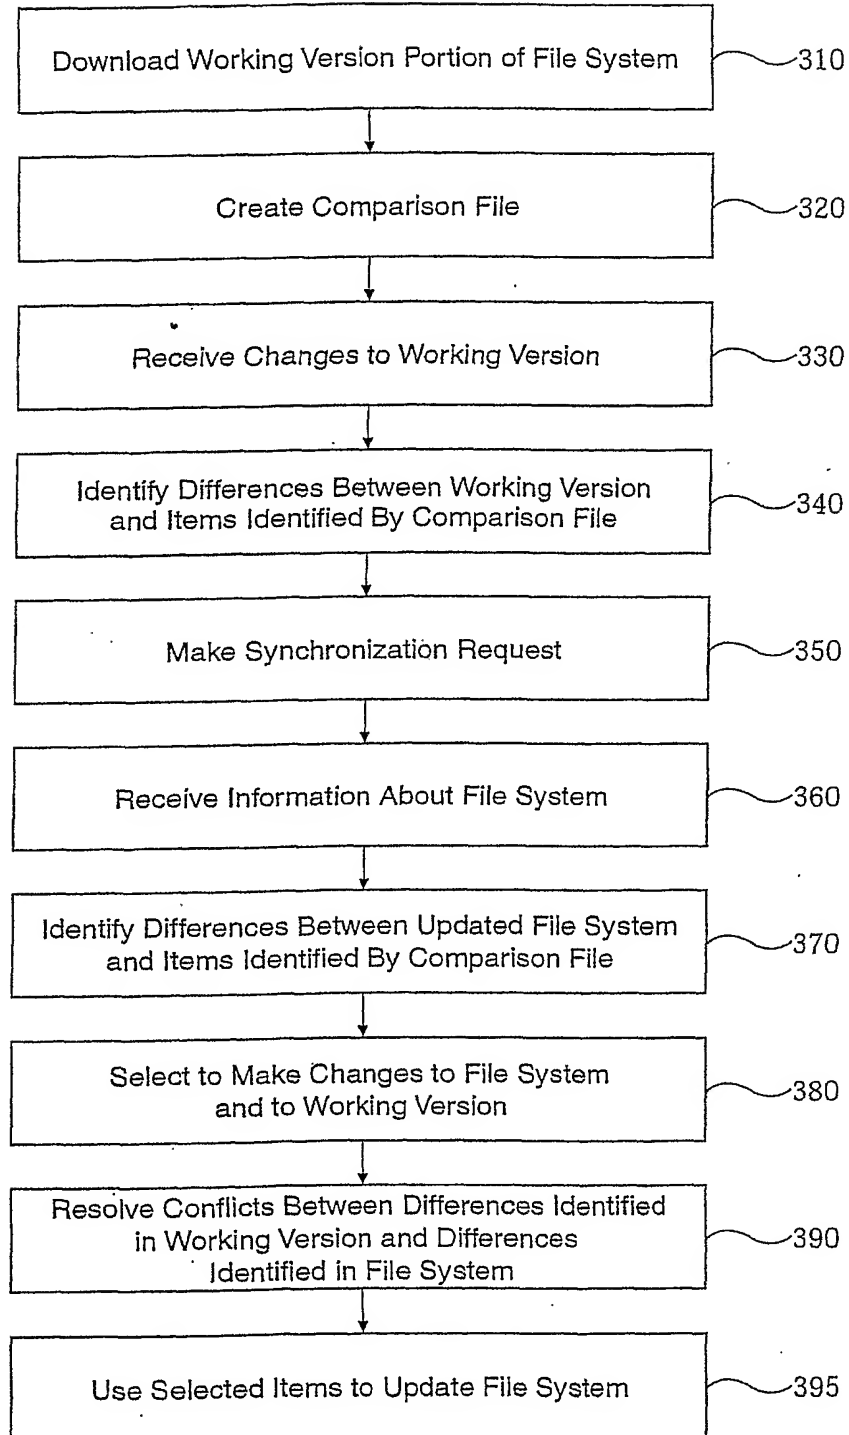 Download Working Version Portion of File System
310
Create Comparison File
320
Receive Changes to Working Version
330
Identify Differences Between Working Version
and Items Identified By Comparison File
340
Make Synchronization Request
350
Receive Information About File System
360
Identify Differences Between Updated File System
and Items Identified By Comparison File
370
Select to Make Changes to File System
and to Working Version
380
Resolve Conflicts Between Differences Identified
in Working Version and Differences
Identified in File System
390
Use Selected Items to Update File System
395